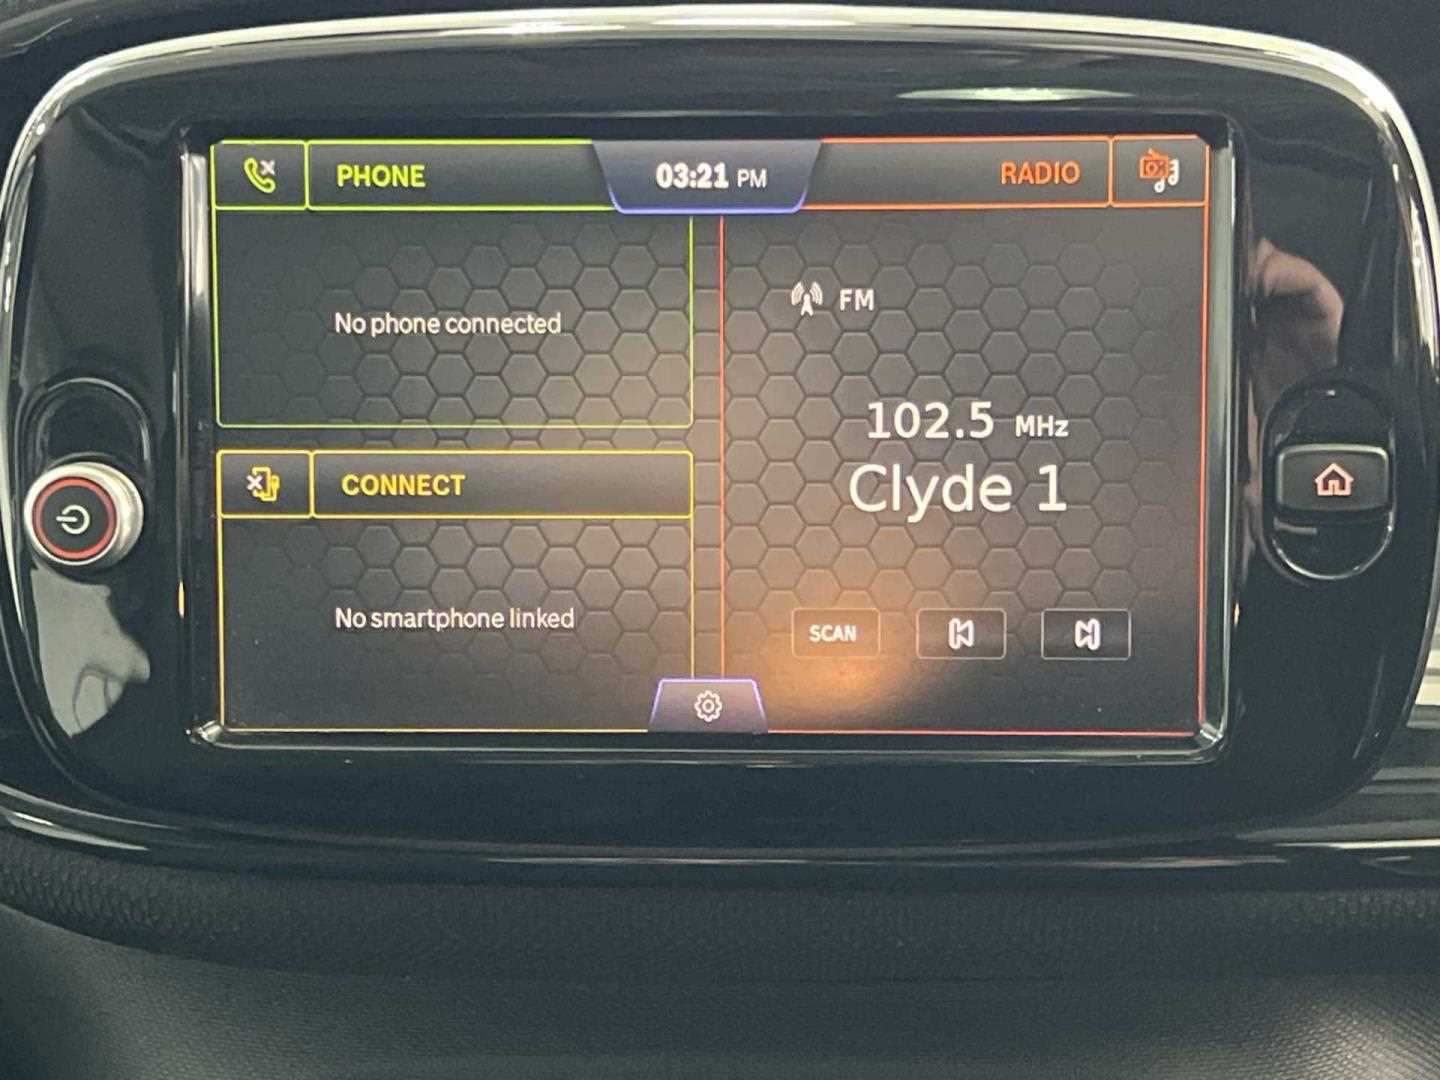 PHONE
03:21 PM
RADIO
No phone connected
FM
102.5 MHz
Clyde 1
CONNECT
No smartphone linked
SCAN